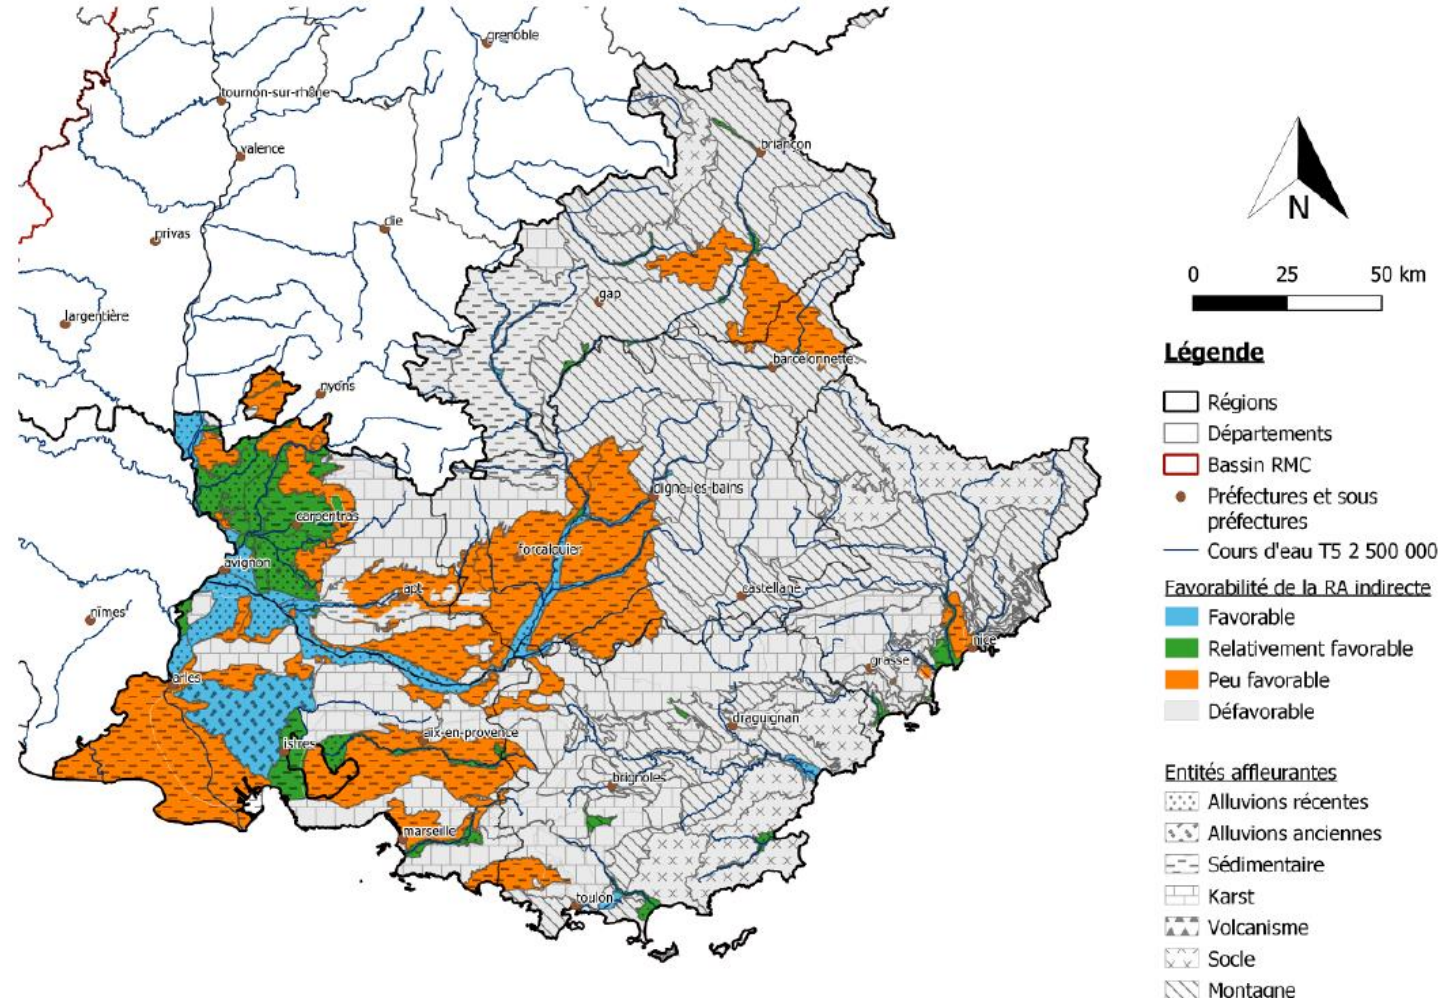 grenoble
tournon-sur-rhône
valence
briançon
die
privas
gap
largentière
barcelonnette
nyons
digne-les-bains
carpentras
forcalquier
avignon
apt
castellane
nîmes
nice
grasse
arles
draguignan
aix-en-provence
istres
brignoles
marseille
toulon
N
0 25 50 km
Légende
Régions
Départements
Bassin RMC
Préfectures et sous
préfectures
Cours d'eau T5 2 500 000
Favorabilité de la RA indirecte
Favorable
Relativement favorable
Peu favorable
Défavorable
Entités affleurantes
Alluvions récentes
Alluvions anciennes
Sédimentaire
Karst
Volcanisme
Socle
Montagne